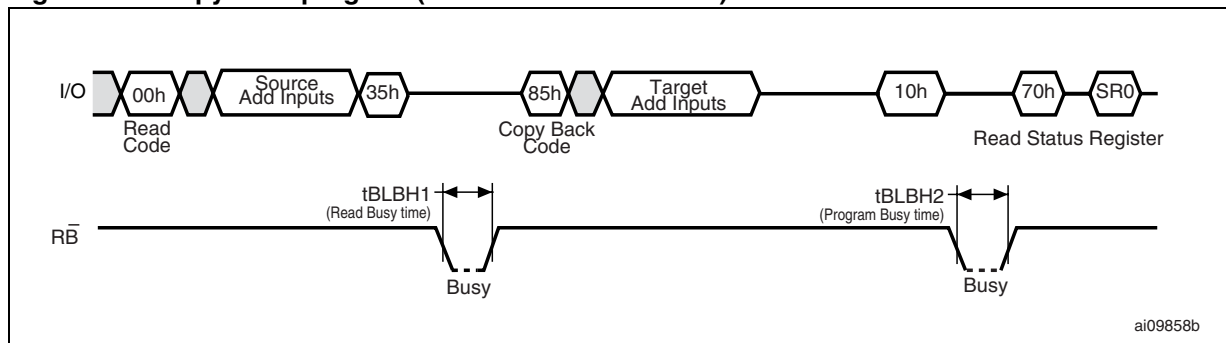 I/O
00h
Source
Add Inputs
35h
85h
Target
Add Inputs
10h
70h
SR0
Read
Code
Copy Back
Code
Read Status Register
tBLBH1
(Read Busy time)
tBLBH2
(Program Busy time)
RB̅
Busy
Busy
ai09858b